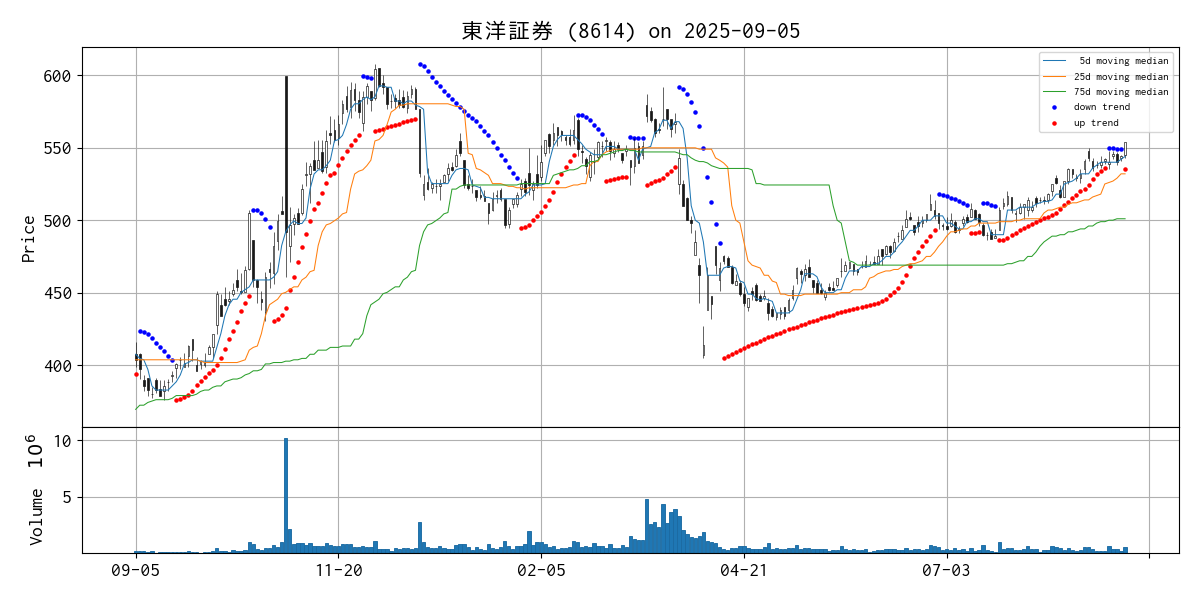 東洋証券 (8614) on 2025-09-05
5d moving median
25d moving median
75d moving median
down trend
up trend
Price
600
550
500
450
400
Volume 10^6
10
5
09-05 11-20 02-05 04-21 07-03